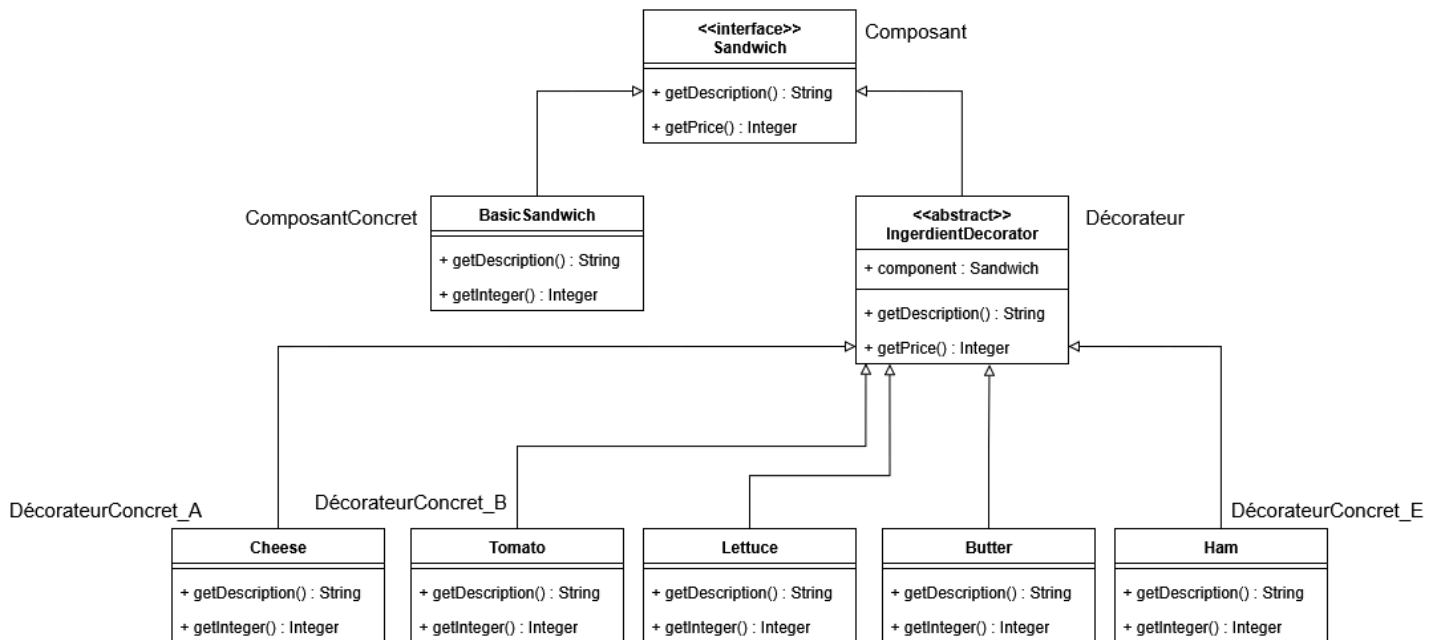 <<interface>>
Sandwich
Composant
+ getDescription() : String
+ getPrice() : Integer
ComposantConcret
BasicSandwich
+ getDescription() : String
+ getInteger() : Integer
<<abstract>>
IngerdientDecorator
Décorateur
+ component : Sandwich
+ getDescription() : String
+ getPrice() : Integer
DécorateurConcret_A
DécorateurConcret_B
DécorateurConcret_E
Cheese
+ getDescription() : String
+ getInteger() : Integer
Tomato
+ getDescription() : String
+ getInteger() : Integer
Lettuce
+ getDescription() : String
+ getInteger() : Integer
Butter
+ getDescription() : String
+ getInteger() : Integer
Ham
+ getDescription() : String
+ getInteger() : Integer